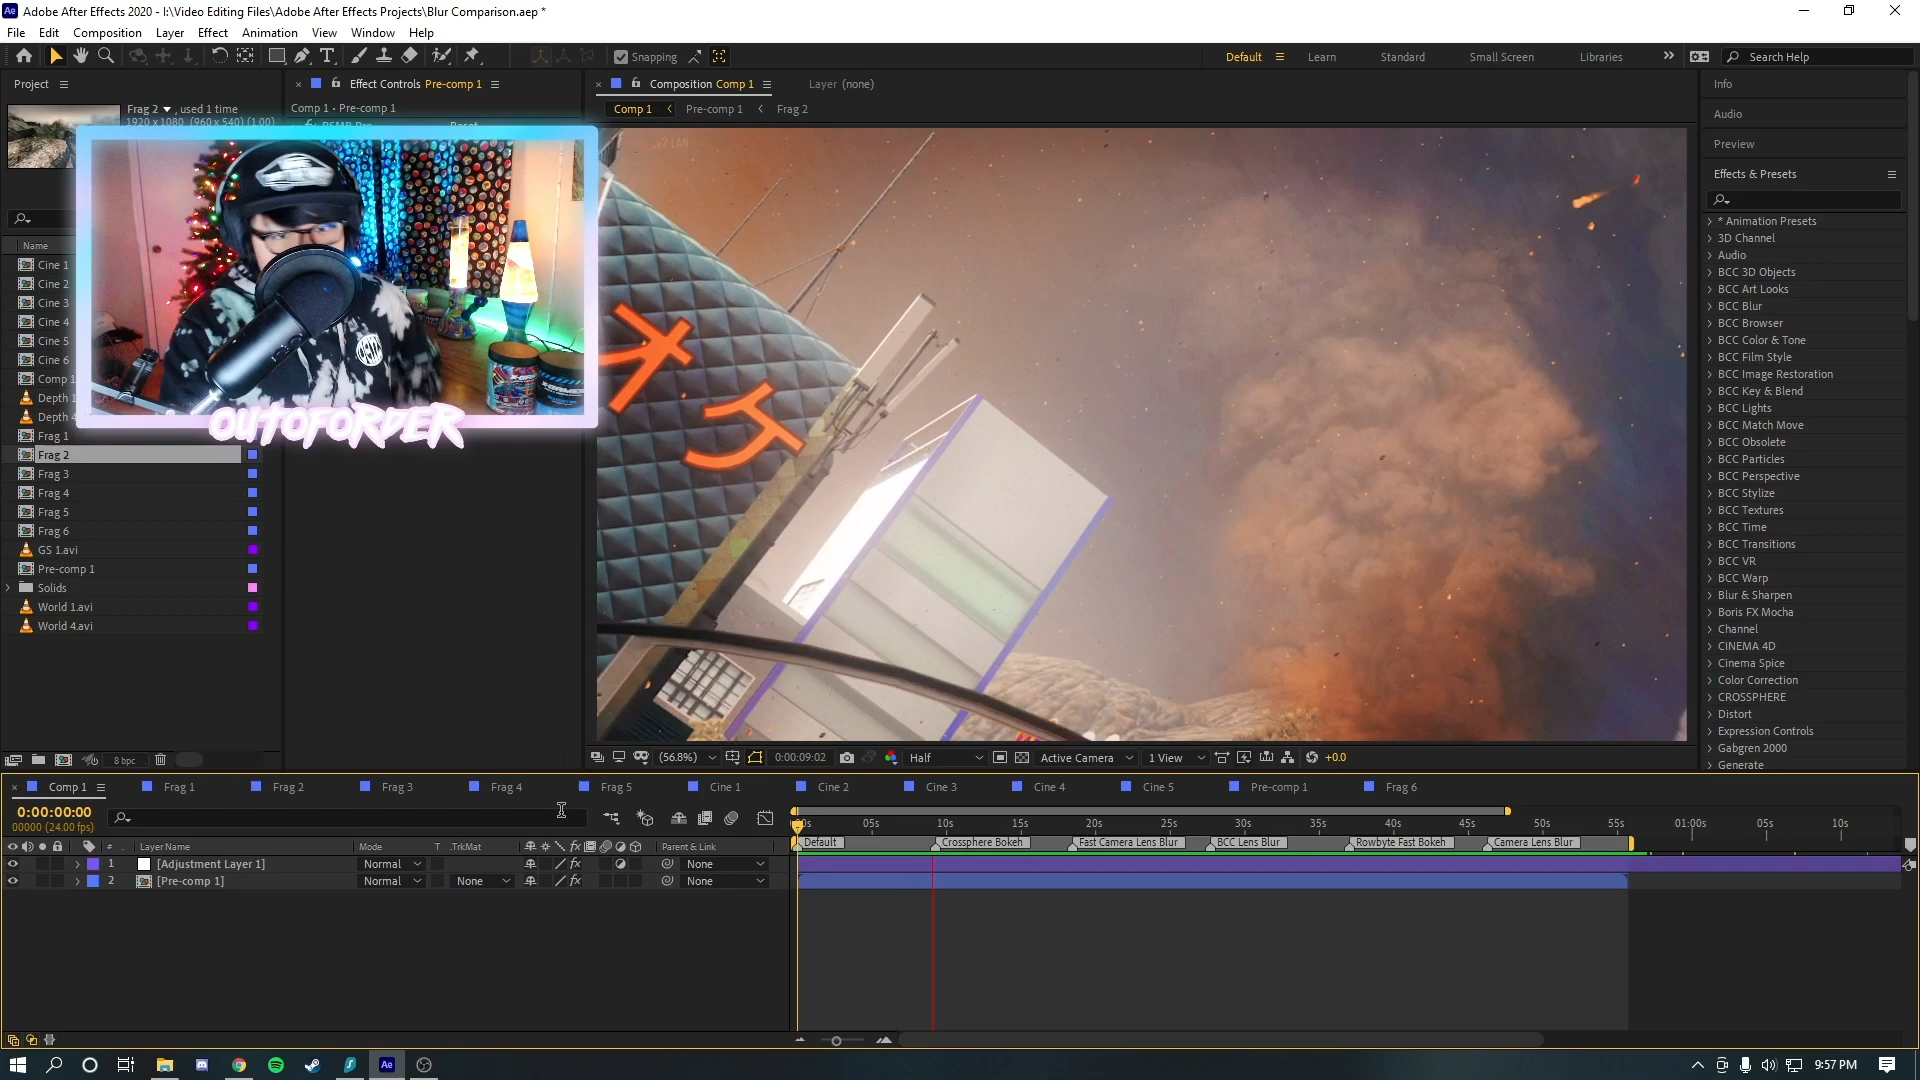 Adobe After Effects 2020 - I:\Video Editing Files\Adobe After Effects Projects\Blur Comparison.aep *
File Edit Composition Layer Effect Animation View Window Help
Snapping Default Learn Standard Small Screen Libraries Search Help
Project Effect Controls Pre-comp 1 Composition Comp 1 Layer (none) Info
Frag 2, used 1 time Comp 1 • Pre-comp 1 Comp 1 Pre-comp 1 Frag 2
1920 x 1080 (960 x 540) (1.00)
Audio
Preview
Effects & Presets
* Animation Presets
3D Channel
Audio
BCC 3D Objects
BCC Art Looks
BCC Blur
BCC Browser
BCC Color & Tone
BCC Film Style
BCC Image Restoration
BCC Key & Blend
BCC Lights
BCC Match Move
BCC Obsolete
BCC Particles
BCC Perspective
BCC Stylize
BCC Textures
BCC Time
BCC Transitions
BCC VR
BCC Warp
Blur & Sharpen
Boris FX Mocha
Channel
CINEMA 4D
Cinema Spice
Color Correction
CROSSPHERE
Distort
Expression Controls
Gabgren 2000
Generate
Name
Cine 1
Cine 2
Cine 3
Cine 4
Cine 5
Cine 6
Comp 1
Depth 1
Depth 4
Frag 1
Frag 2
Frag 3
Frag 4
Frag 5
Frag 6
GS 1.avi
Pre-comp 1
Solids
World 1.avi
World 4.avi
OUTOFORDER
オケ
8 bpc
(56.8%) 0:00:09:02 Half Active Camera 1 View +0.0
Comp 1 Frag 1 Frag 2 Frag 3 Frag 4 Frag 5 Cine 1 Cine 2 Cine 3 Cine 4 Cine 5 Pre-comp 1 Frag 6
0:00:00:00
00000 (24.00 fps)
05s 10s 15s 20s 25s 30s 35s 40s 45s 50s 55s 01:00s 05s 10s
Default Crossphere Bokeh Fast Camera Lens Blur BCC Lens Blur Rowbyte Fast Bokeh Camera Lens Blur
# Layer Name Mode T .TrkMat Parent & Link
1 [Adjustment Layer 1] Normal None
2 [Pre-comp 1] Normal None None
9:57 PM